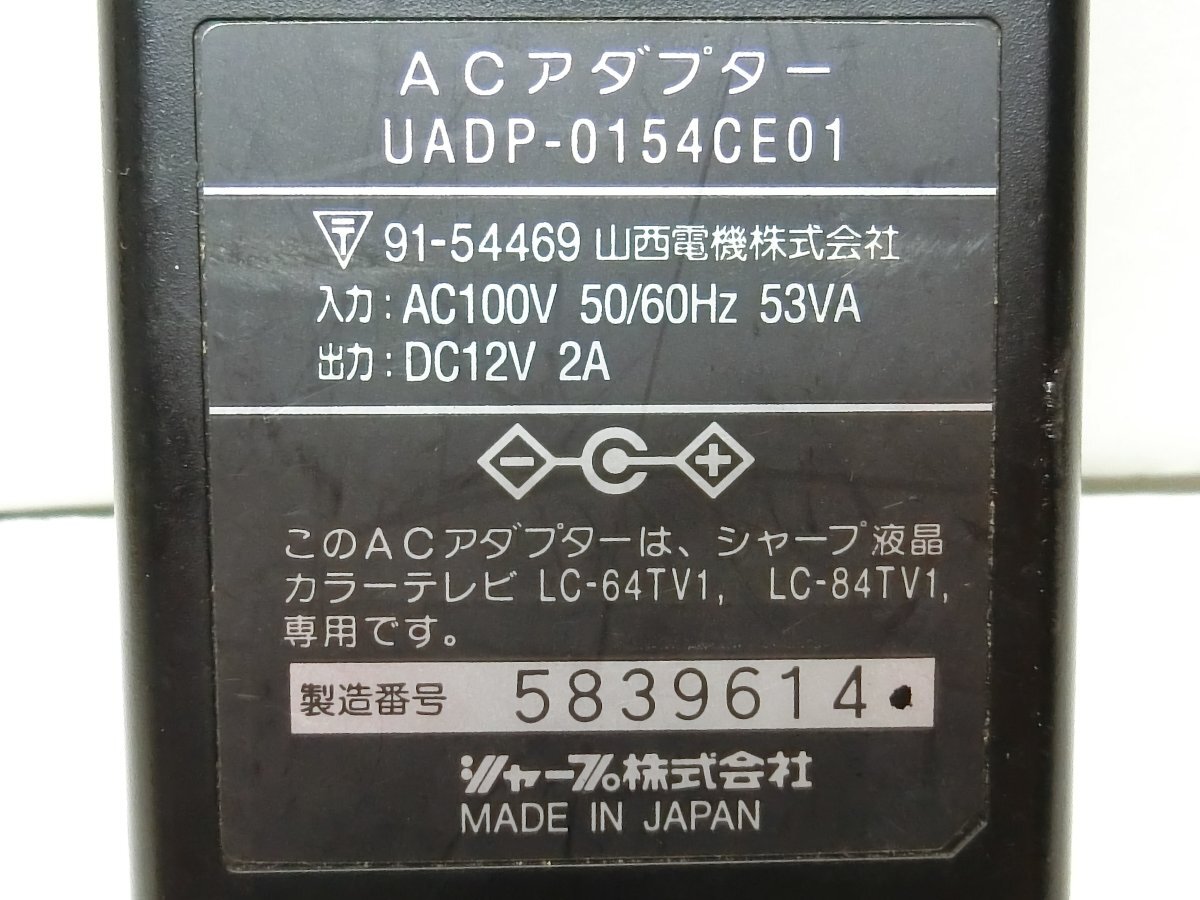 ACアダプター
UADP-0154CE01
91-54469 山西電機株式会社
入力:AC100V 50/60Hz 53VA
出力:DC12V 2A
このACアダプターは、シャープ液晶
カラーテレビ LC-64TV1, LC-84TV1,
専用です。
製造番号 5839614
シャープ株式会社
MADE IN JAPAN